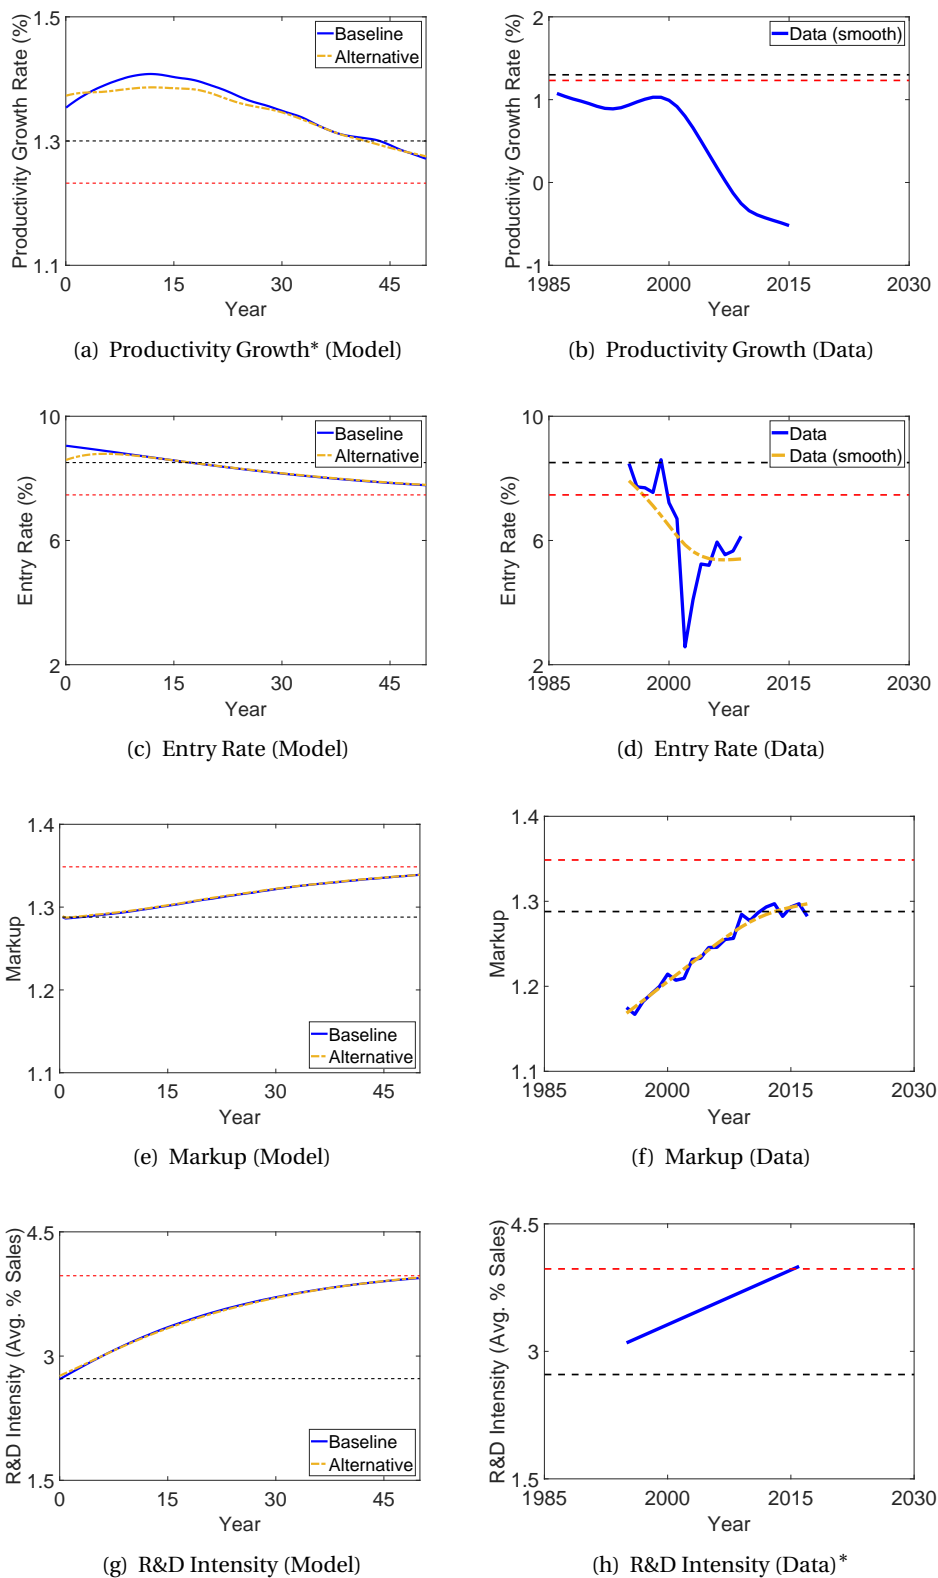 1.5
Baseline
Alternative
1.3
1.1
Productivity Growth Rate (%)
0 15 30 45
Year
(a) Productivity Growth* (Model)
2
Data (smooth)
1
0
-1
Productivity Growth Rate (%)
1985 2000 2015 2030
Year
(b) Productivity Growth (Data)
10
Baseline
Alternative
6
2
Entry Rate (%)
0 15 30 45
Year
(c) Entry Rate (Model)
10
Data
Data (smooth)
6
2
Entry Rate (%)
1985 2000 2015 2030
Year
(d) Entry Rate (Data)
1.4
1.3
1.2
1.1
Markup
Baseline
Alternative
0 15 30 45
Year
(e) Markup (Model)
1.4
1.3
1.2
1.1
Markup
1985 2000 2015 2030
Year
(f) Markup (Data)
4.5
3
1.5
R&D Intensity (Avg. % Sales)
Baseline
Alternative
0 15 30 45
Year
(g) R&D Intensity (Model)
4.5
3
1.5
R&D Intensity (Avg. % Sales)
1985 2000 2015 2030
Year
(h) R&D Intensity (Data)*